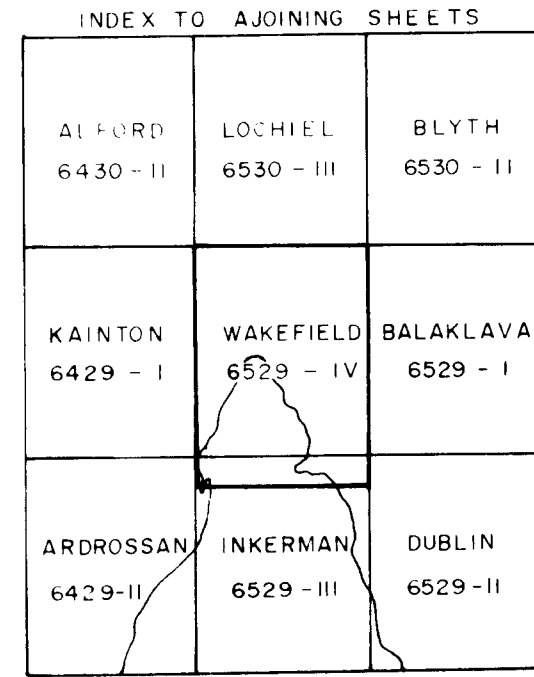 INDEX TO AJOINING SHEETS
ALFORD LOCHIEL BLYTH
6430 - II 6530 - III 6530 - II
KAINTON WAKEFIELD BALAKLAVA
6429 - I 6529 - IV 6529 - I
ARDROSSAN INKERMAN DUBLIN
6429-II 6529 - III 6529 - II